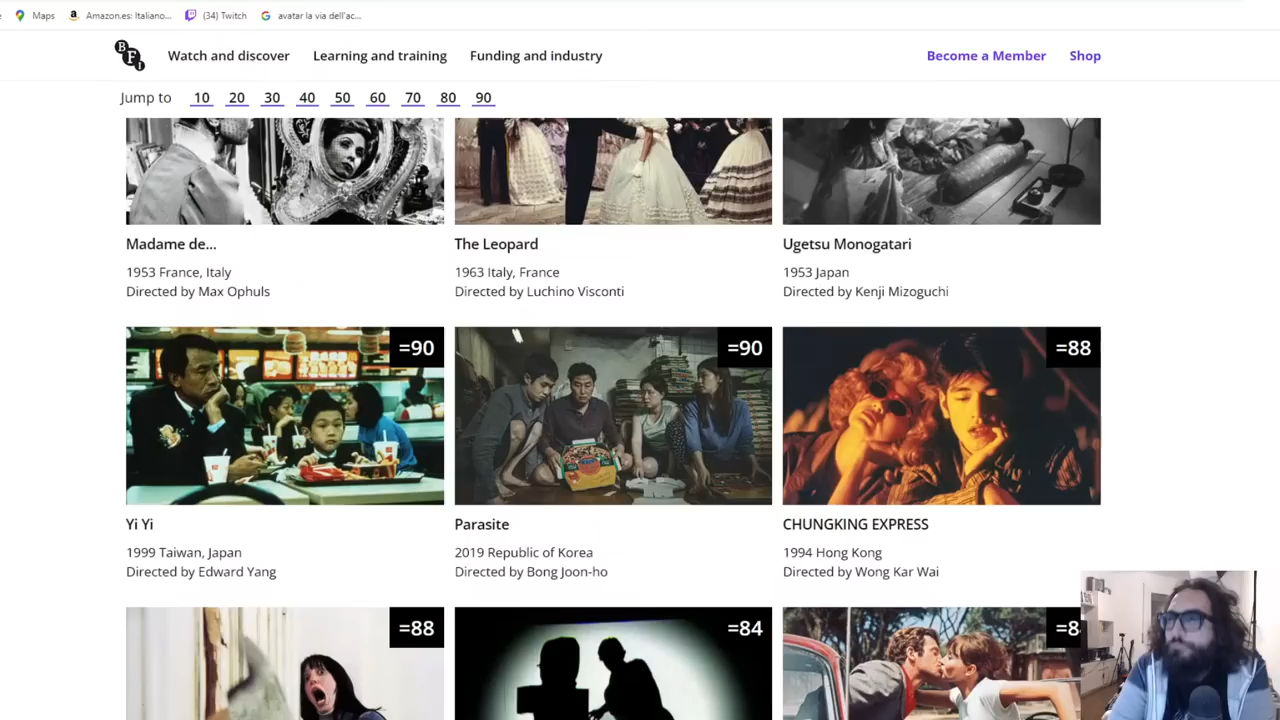 Maps
Amazon.es: Italiano...
(34) Twitch
avatar la via dell'ac...
BFI
Watch and discover
Learning and training
Funding and industry
Become a Member
Shop
Jump to 10 20 30 40 50 60 70 80 90
Madame de...
1953 France, Italy
Directed by Max Ophuls
The Leopard
1963 Italy, France
Directed by Luchino Visconti
Ugetsu Monogatari
1953 Japan
Directed by Kenji Mizoguchi
=90
Yi Yi
1999 Taiwan, Japan
Directed by Edward Yang
=90
Parasite
2019 Republic of Korea
Directed by Bong Joon-ho
=88
CHUNGKING EXPRESS
1994 Hong Kong
Directed by Wong Kar Wai
=88
=84
=8